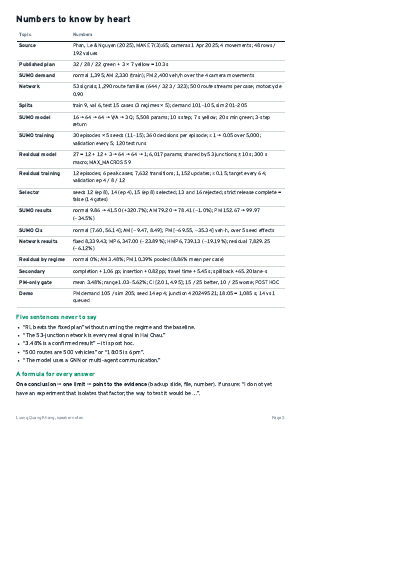 Numbers to know by heart
Topic Numbers
Source Phan, Le & Nguyen (2025), MAKE 7(3):65; cameras 1 Apr 2025; 4 movements; 48 rows /
192 values
Published plan 32 / 28 / 22 green + 3 × 7 yellow = 103 s
SUMO demand normal 1,395; AM 2,330 (train); PM 2,400 veh/h over the 4 camera movements
Network 53 signals; 1,290 route families (644 / 323 / 323); 500 route streams per case; motorcycle
0.90
Splits train 9, val 6, test 15 cases (3 regimes × 5); demand 101–105, sim 201–205
SUMO model 16 → 64 → 64 → V/A → 3 Q; 5,508 params; 10 s step; 7 s yellow; 20 s min green; 3-step
return
SUMO training 30 episodes × 5 seeds (11–15); 360 decisions per episode; ε 1 → 0.05 over 5,000;
validation every 5; 120 test runs
Residual model 27 = 12 + 12 + 3 → 64 → 64 → 1; 6,017 params; shared by 53 junctions; ± 10 s; 300 s
macro; MAX_MACROS 59
Residual training 12 episodes; 6 peak cases; 7,632 transitions; 1,152 updates; ε 0.15; target every 64;
validation ep 4 / 8 / 12
Selector seeds 12 (ep 8), 14 (ep 4), 15 (ep 8) selected; 13 and 16 rejected; strict release complete =
false (14 gates)
SUMO results normal 9.86 → 41.50 (+320.7%); AM 79.20 → 78.41 (−1.0%); PM 152.67 → 99.97
(−34.5%)
SUMO CIs normal [7.60, 56.14]; AM [−9.47, 8.49]; PM [−69.55, −35.34] veh·h, over 5 seed effects
Network results fixed 8,339.43; MP 6,347.00 (−23.89%); HMP 6,739.13 (−19.19%); residual 7,829.25
(−6.12%)
Residual by regime normal 0%; AM 3.48%; PM 10.39% pooled (8.86% mean per case)
Secondary completion + 1.06 pp; insertion + 0.82 pp; travel time + 5.45 s; spillback +65.20 lane-s
PM-only gate mean 3.48%; range 1.03–5.62%; CI [2.01, 4.95]; 15 / 25 better, 10 / 25 worse; POST HOC
Demo PM demand 105 / sim 205; seed 14 ep 4; junction 4202495 21; 18:05 = 1,085 s; 14 vs 1
queued
Five sentences never to say
• “RL beats the fixed plan” without naming the regime and the baseline.
• “The 53-junction network is every real signal in Hai Chau.”
• “3.48% is a confirmed result” – it is post hoc.
• “500 routes are 500 vehicles” or “18:05 is 6 pm”.
• “The model uses a GNN or multi-agent communication.”
A formula for every answer
One conclusion → one limit → point to the evidence (backup slide, file, number). If unsure: “I do not yet
have an experiment that isolates that factor; the way to test it would be …”.
Luong Quang Khang, speaker notes Page 2